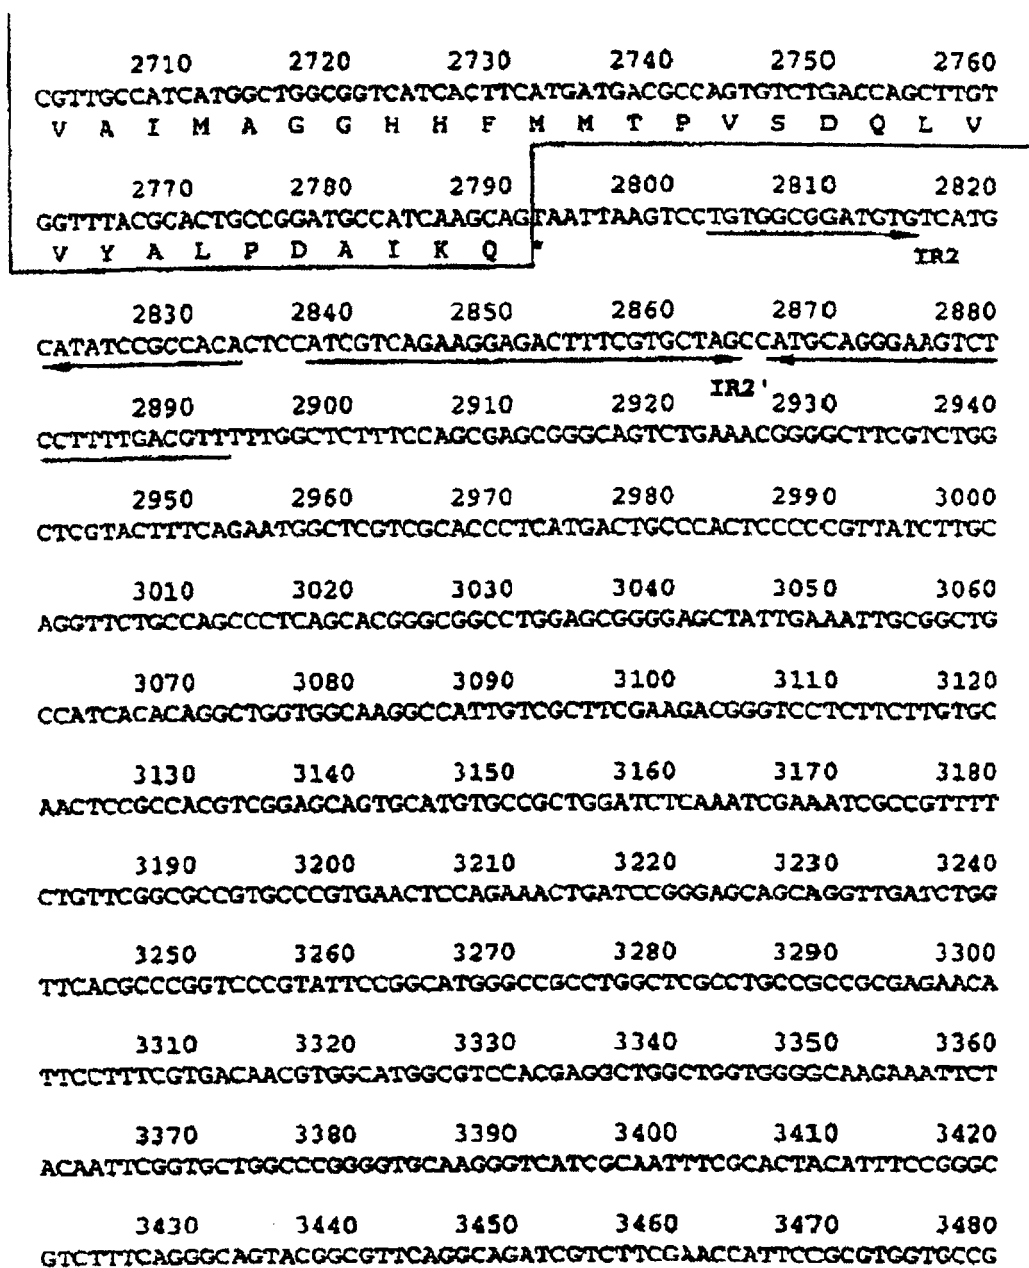 2710 2720 2730 2740 2750 2760
CGTTGCCATCATGGCTGGCGGTCATCACTTCATGATGACGCCAGTGTCTGACCAGCTTGT
V A I M A G G H H F M M T P V S D Q L V
2770 2780 2790 2800 2810 2820
GGTTTACGCACTGCCGGATGCCATCAAGCAGTAATTAAGTCCTGTGGCGGATGTGTCATG
V Y A L P D A I K Q *
IR2
2830 2840 2850 2860 2870 2880
CATATCCGCCACACTCCATCGTCAGAAGGAGACTTTCGTGCTAGCCATGCAGGGAAGTCT
IR2'
2890 2900 2910 2920 2930 2940
CCTTTTGACGTTTTTGGCTCTTTCCAGCGAGCGGGCAGTCTGAAACGGGGCTTCGTCTGG
2950 2960 2970 2980 2990 3000
CTCGTACTTTCAGAATGGCTCGTCGCACCCTCATGACTGCCCACTCCCCCGTTATCTTGC
3010 3020 3030 3040 3050 3060
AGGTTCTGCCAGCCCTCAGCACGGGCGGCCTGGAGCGGGGAGCTATTGAAATTGCGGCTG
3070 3080 3090 3100 3110 3120
CCATCACACAGGCTGGTGGCAAGGCCATTGTCGCTTCGAAGACGGGTCCTCTTCTTGTGC
3130 3140 3150 3160 3170 3180
AACTCCGCCACGTCGGAGCAGTGCATGTGCCGCTGGATCTCAAATCGAAATCGCCGTTTT
3190 3200 3210 3220 3230 3240
CTGTTCGGCGCCGTGCCCGTGAACTCCAGAAACTGATCCGGGAGCAGCAGGTTGATCTGG
3250 3260 3270 3280 3290 3300
TTCACGCCCGGTCCCGTATTCCGGCATGGGCCGCCTGGCTCGCCTGCCGCCGCGAGAACA
3310 3320 3330 3340 3350 3360
TTCCTTTCGTGACAACGTGGCATGGCGTCCACGAGGCTGGCTGGTGGGGCAAGAAATTCT
3370 3380 3390 3400 3410 3420
ACAATTCGGTGCTGGCCCGGGGTGCAAGGGTCATCGCAATTTCGCACTACATTTCCGGGC
3430 3440 3450 3460 3470 3480
GTCTTTCAGGGCAGTACGGCGTTCAGGCAGATCGTCTTCGAACCATTCCGCGTGGTGCCG